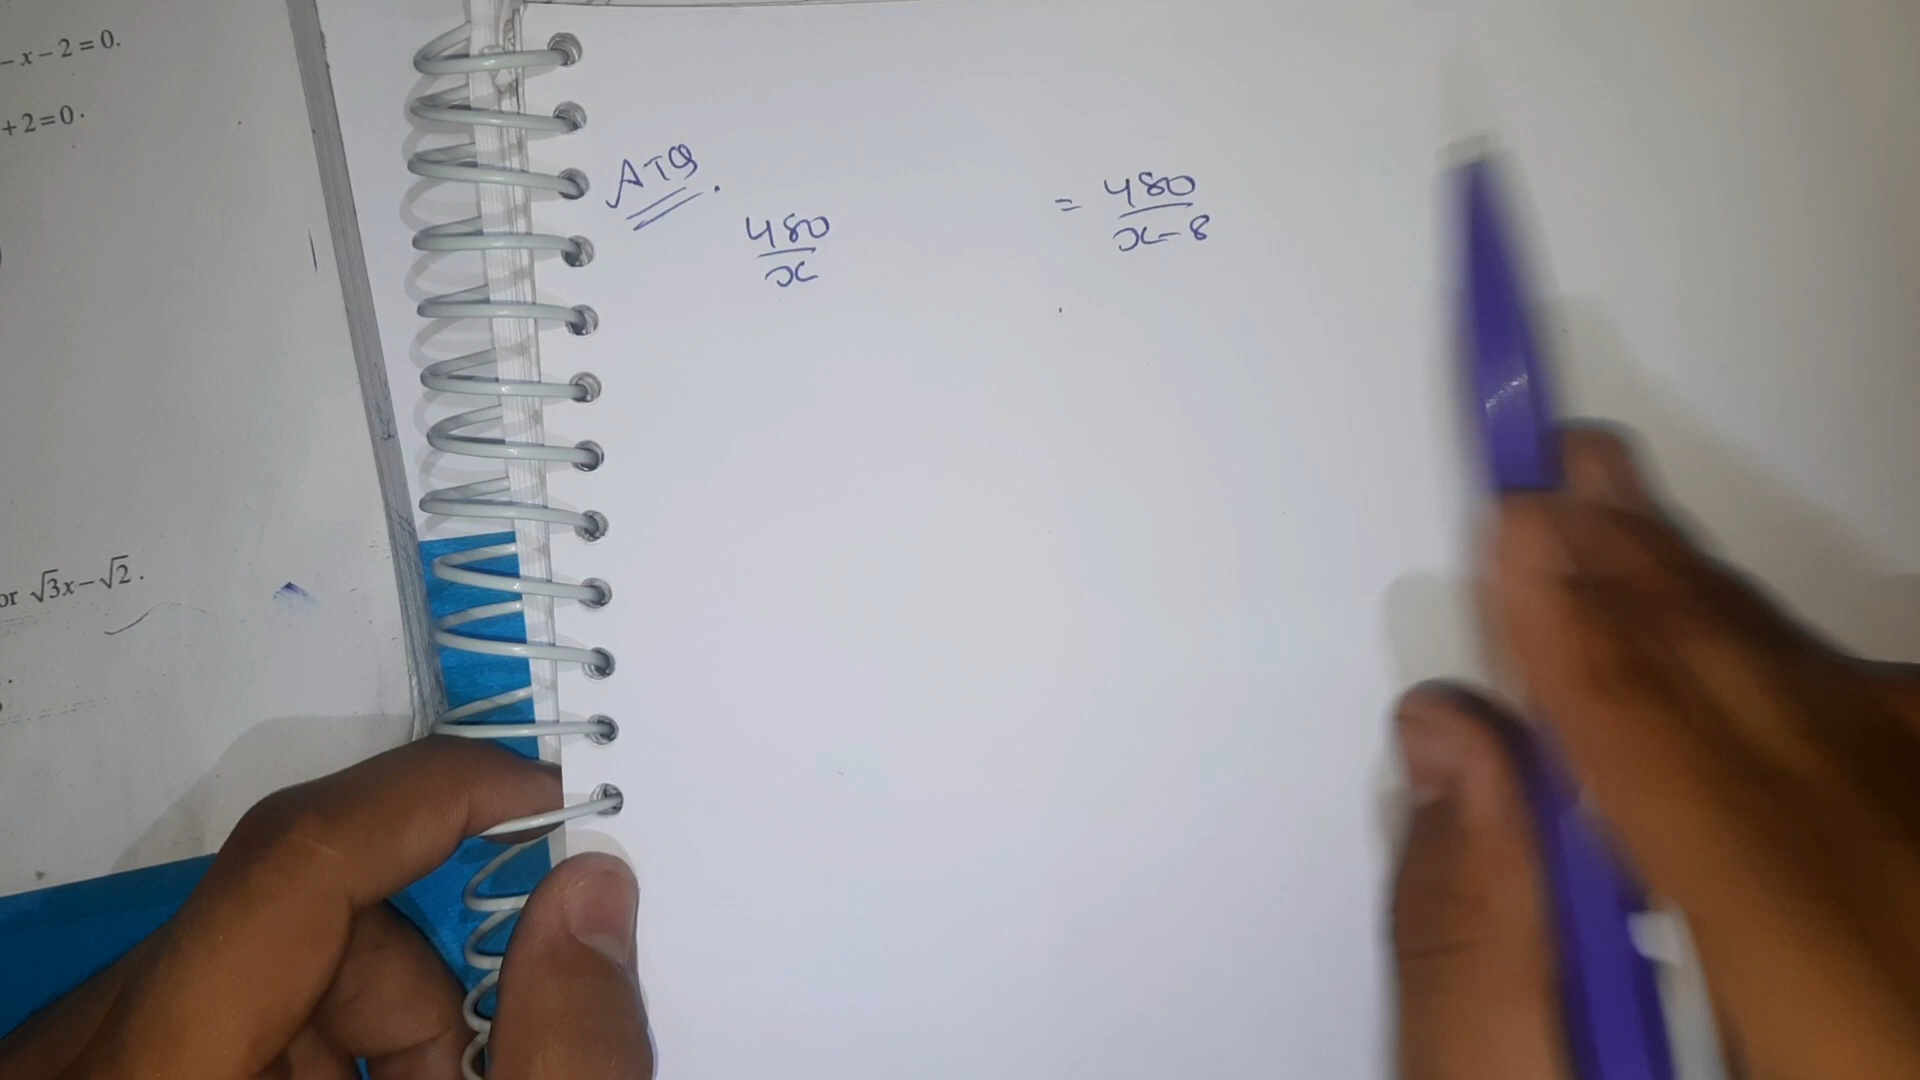 - x - 2 = 0.
+ 2 = 0.
or √3x - √2.
ATQ.
480/x = 480/x-8